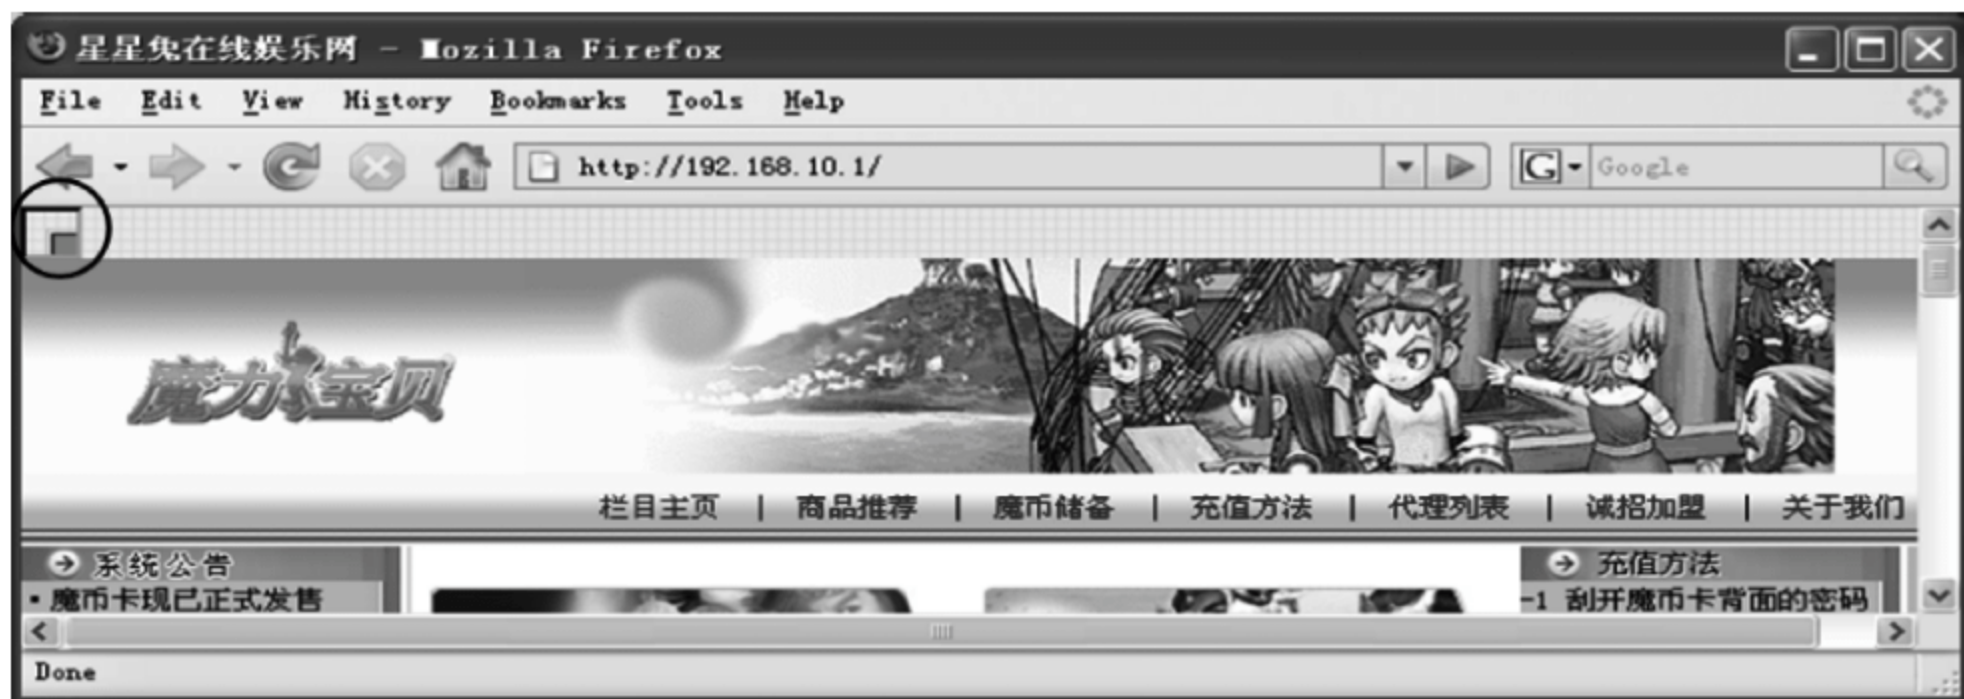 星星兔在线娱乐网 - Mozilla Firefox
File Edit View History Bookmarks Tools Help
http://192.168.10.1/ G Google
魔力宝贝
栏目主页 | 商品推荐 | 魔币储备 | 充值方法 | 代理列表 | 诚招加盟 | 关于我们
系统公告 充值方法
▪ 魔币卡现已正式发售 -1 刮开魔币卡背面的密码
Done